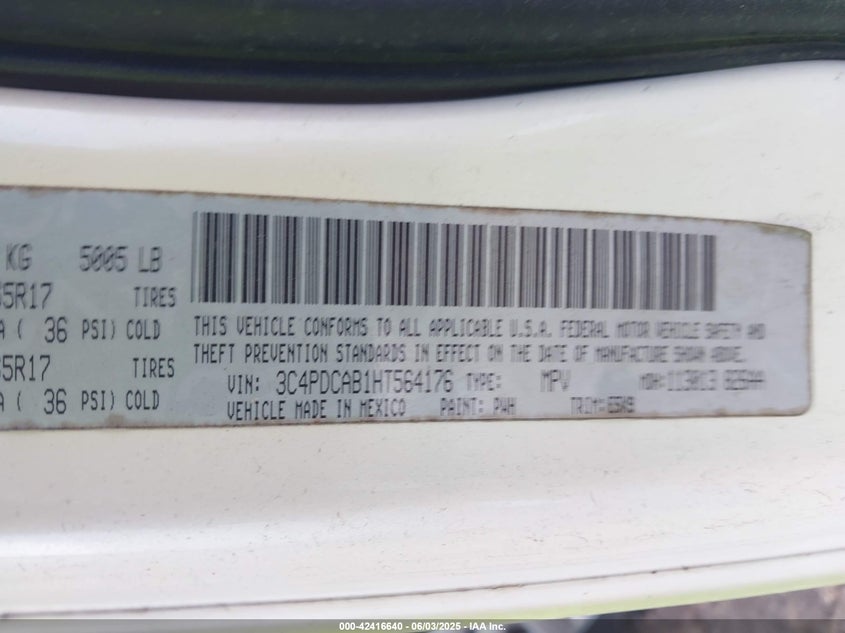 KG 5005 LB
5R17 TIRES
A ( 36 PSI) COLD
5R17 TIRES
A ( 36 PSI) COLD
THIS VEHICLE CONFORMS TO ALL APPLICABLE U.S.A. FEDERAL MOTOR VEHICLE SAFETY AND
THEFT PREVENTION STANDARDS IN EFFECT ON THE DATE OF MANUFACTURE SHOWN ABOVE.
VIN: 3C4PDCAB1HT564176 TYPE: MPV MDH:
VEHICLE MADE IN MEXICO PAINT: PWH TRIM:
000-42416640 - 06/03/2025 - IAA Inc.